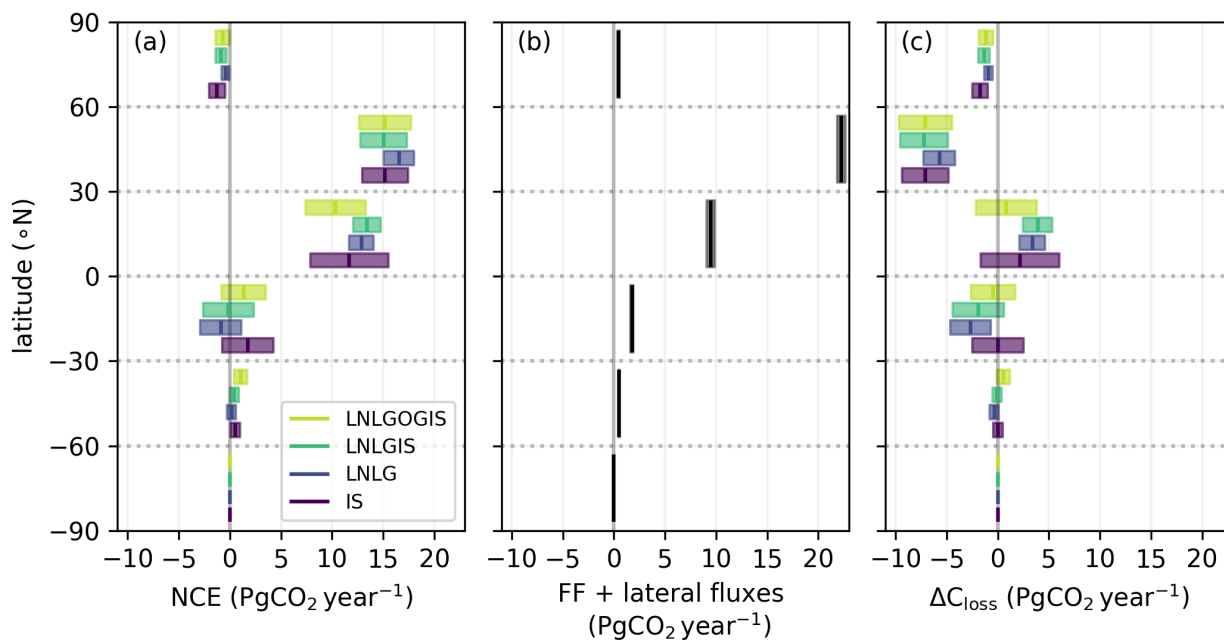 (a)
(b)
(c)
90
60
30
0
−30
−60
−90
latitude (∘N)
LNLGOGIS
LNLGIS
LNLG
IS
−10 −5 0 5 10 15 20
−10 −5 0 5 10 15 20
−10 −5 0 5 10 15 20
NCE (PgCO₂ year⁻¹)
FF + lateral fluxes
(PgCO₂ year⁻¹)
ΔC_loss (PgCO₂ year⁻¹)